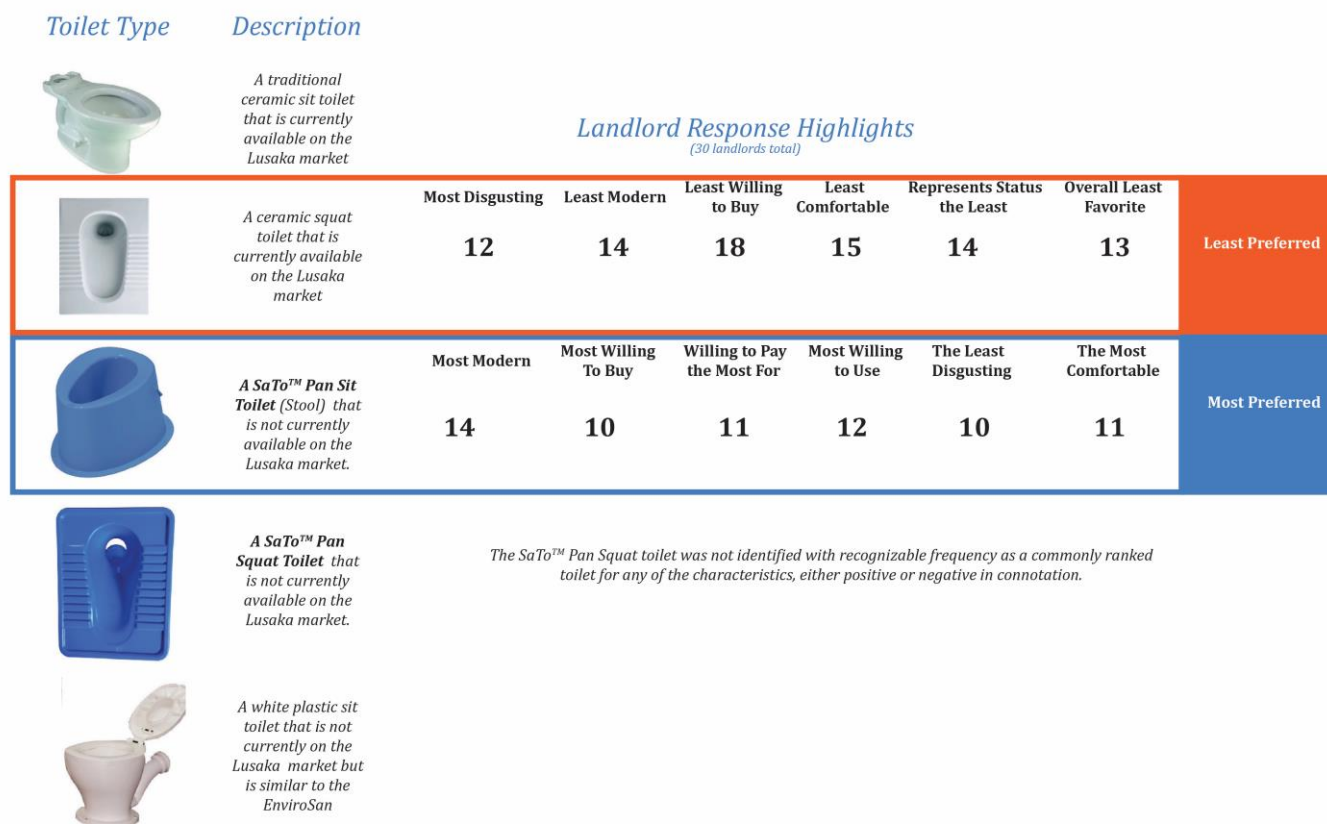 Toilet Type
Description
A traditional
ceramic sit toilet
that is currently
available on the
Lusaka market
Landlord Response Highlights
(30 landlords total)
A ceramic squat
toilet that is
currently available
on the Lusaka
market
Most Disgusting
12
Least Modern
14
Least Willing
to Buy
18
Least
Comfortable
15
Represents Status
the Least
14
Overall Least
Favorite
13
Least Preferred
A SaTo™ Pan Sit
Toilet (Stool) that
is not currently
available on the
Lusaka market.
Most Modern
14
Most Willing
To Buy
10
Willing to Pay
the Most For
11
Most Willing
to Use
12
The Least
Disgusting
10
The Most
Comfortable
11
Most Preferred
A SaTo™ Pan
Squat Toilet that
is not currently
available on the
Lusaka market.
The SaTo™ Pan Squat toilet was not identified with recognizable frequency as a commonly ranked
toilet for any of the characteristics, either positive or negative in connotation.
A white plastic sit
toilet that is not
currently on the
Lusaka market but
is similar to the
EnviroSan